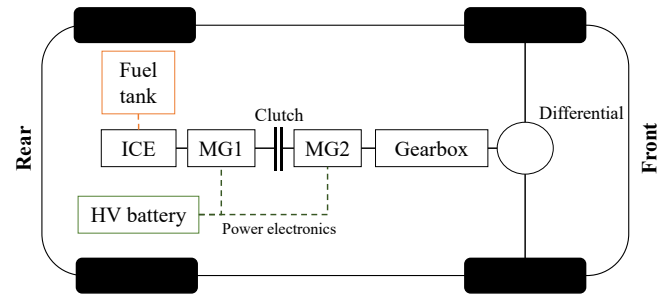 Fuel
tank
Clutch
Differential
ICE
MG1
MG2
Gearbox
HV battery
Power electronics
Rear
Front